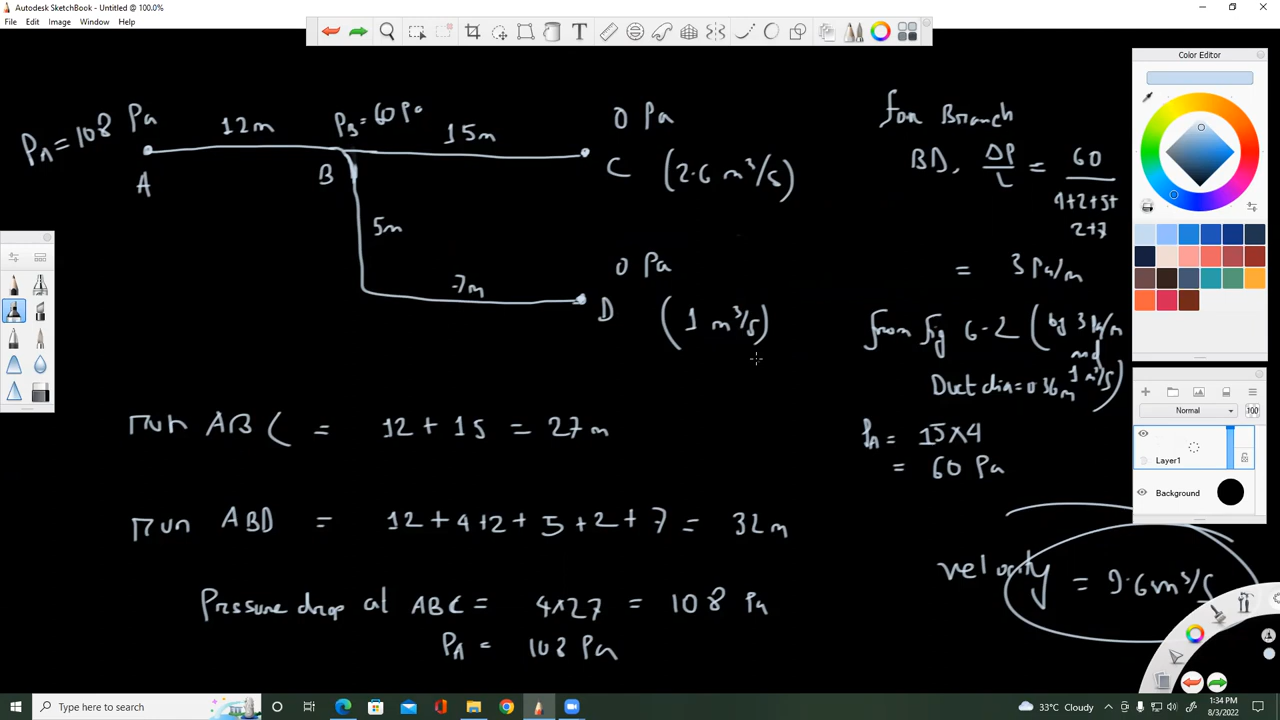 Autodesk SketchBook - Untitled @ 100.0%
File Edit Image Window Help
Color Editor
Normal
100
Layer1
Background
PA = 108 Pa
12m
PB = 60 Pa
15m
0 Pa
A
B
C (2.6 m³/s)
5m
7m
0 Pa
D
(1 m³/s)
run ABC = 12 + 15 = 27m
run ABD = 12 + 4 + 2 + 5 + 2 + 7 = 32m
Pressure drop at ABC = 4×27 = 108 Pa
PA = 108 Pa
for Branch
BD, ΔP/L = 60
4+2+5+
2+7
= 3 Pa/m
from fig 6-2 (by 3 Pa/m
and
1 m³/s)
Duct dia = 0.36m
PA = 15×4
= 60 Pa
velocity = 9.6 m³/s
Type here to search
33°C Cloudy
1:34 PM
8/3/2022